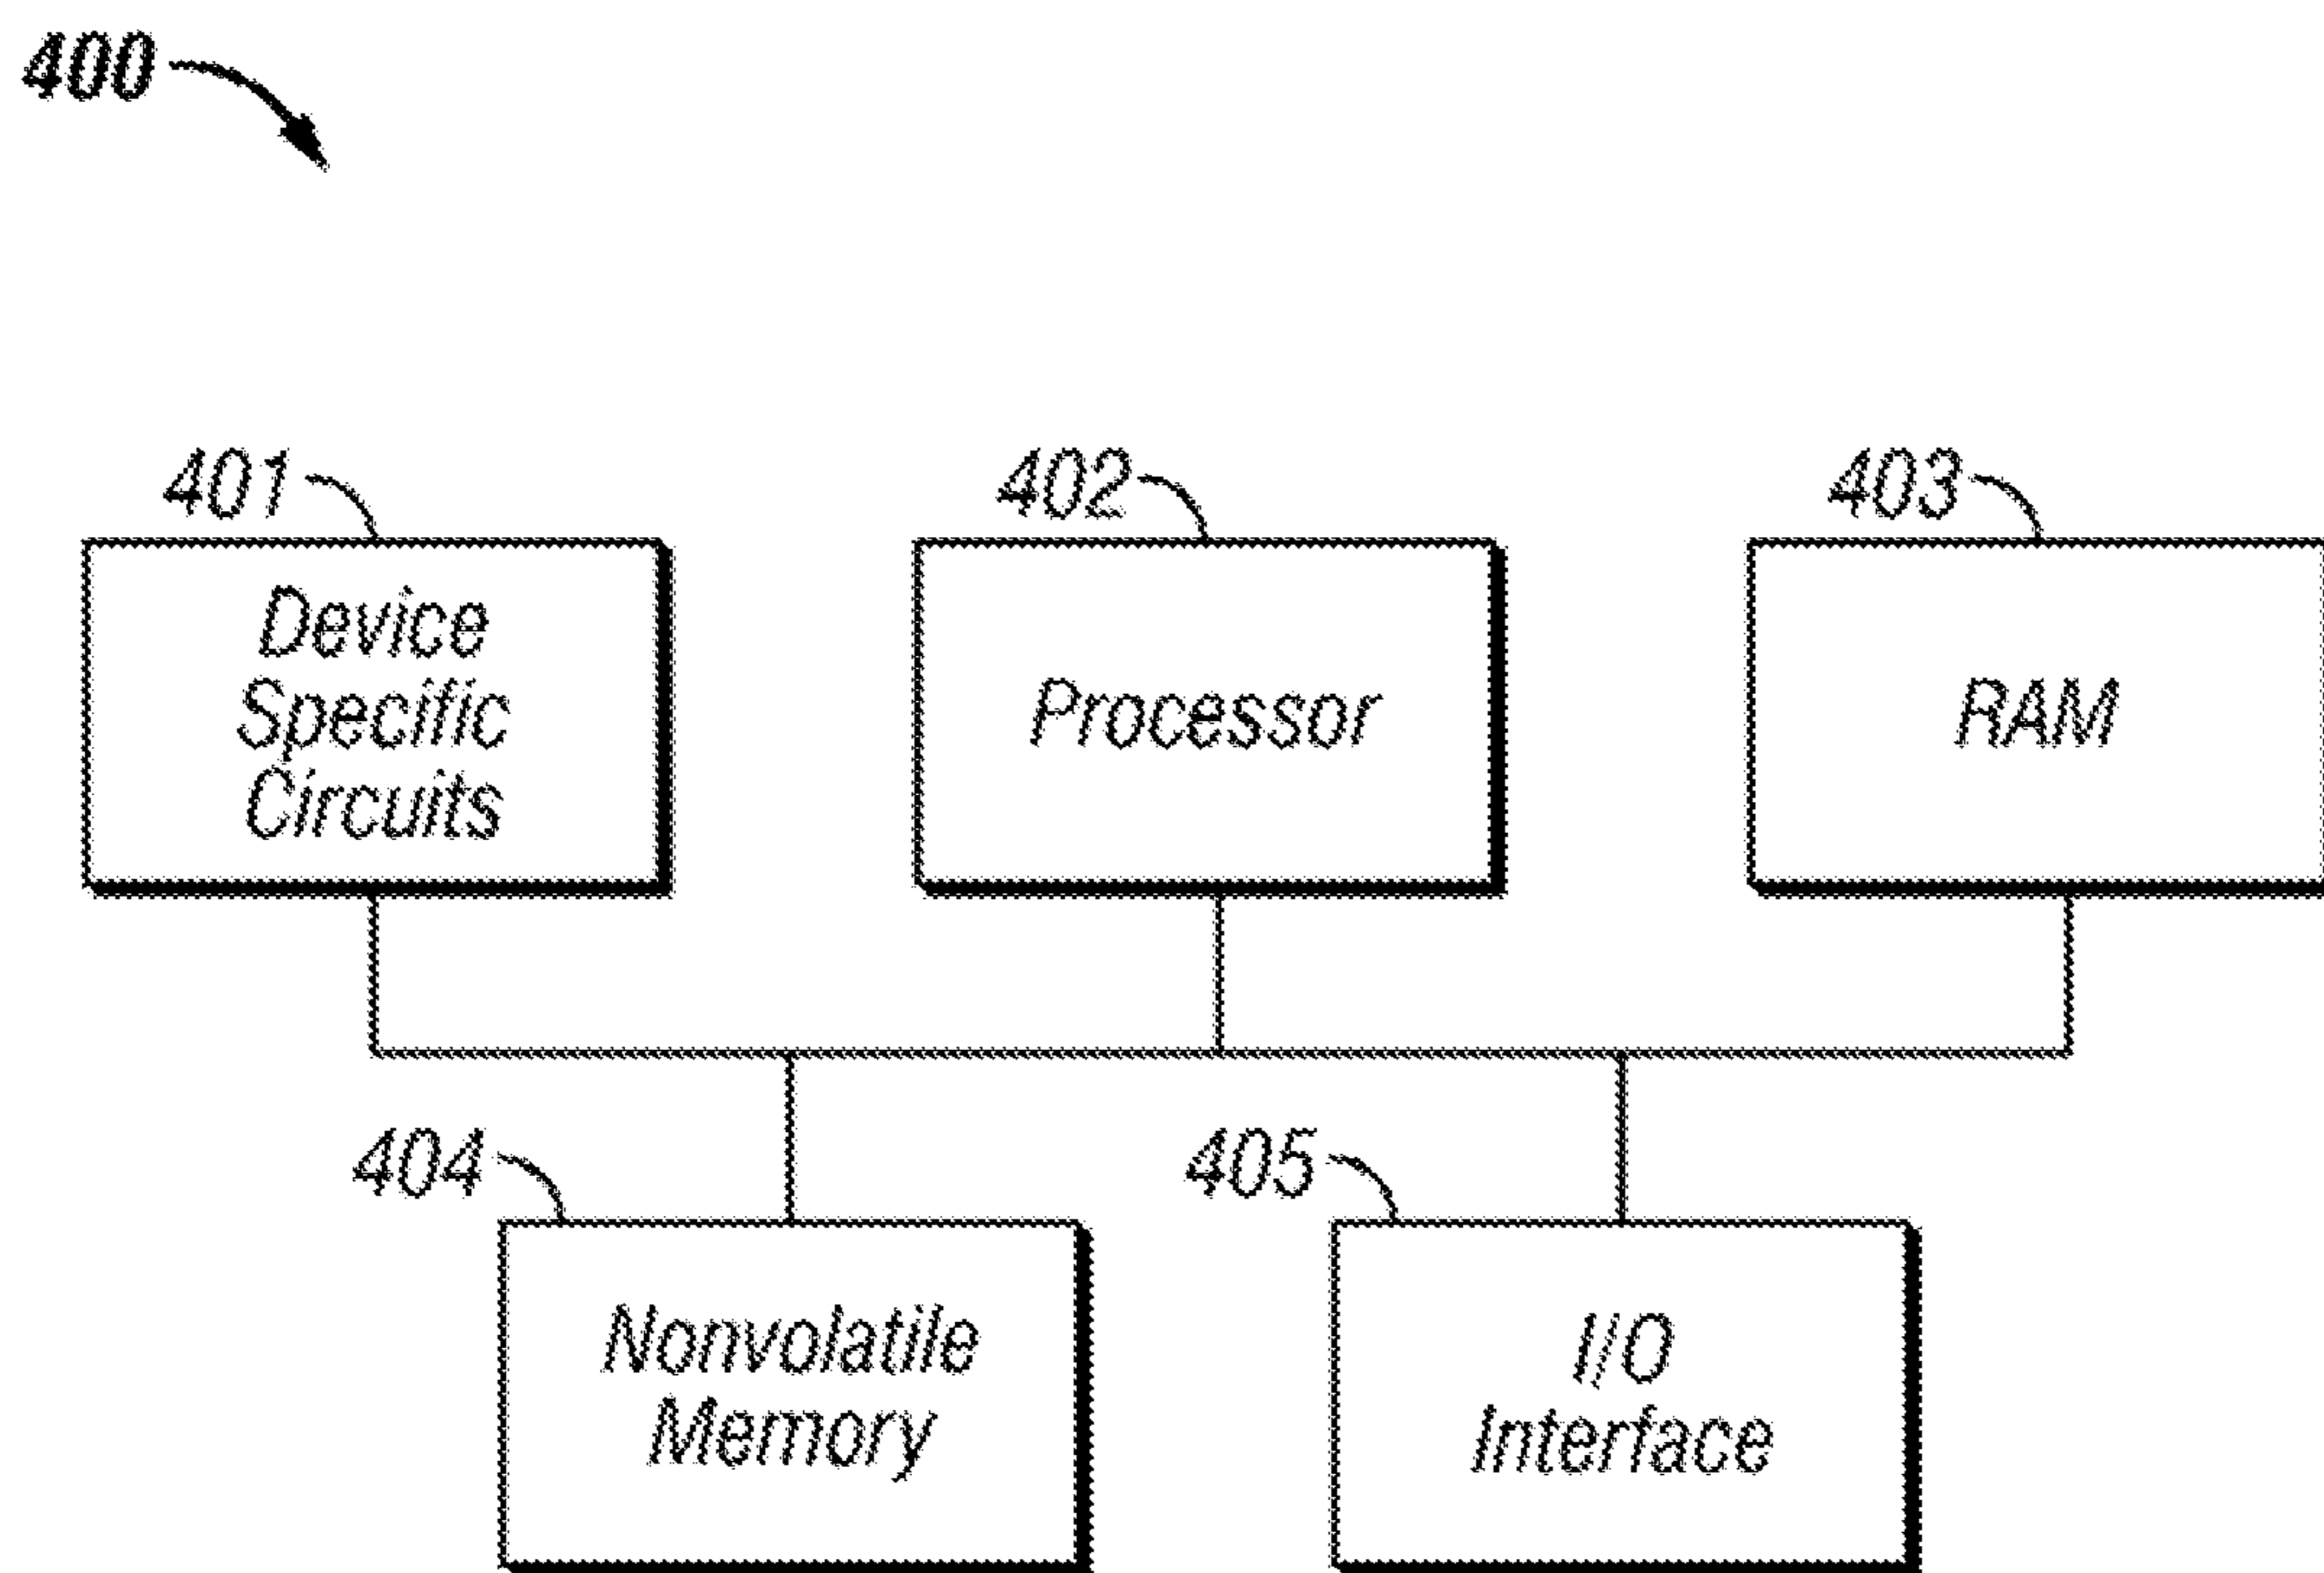 400
401
402
403
Device
Specific
Circuits
Processor
RAM
404
405
Nonvolatile
Memory
I/O
Interface